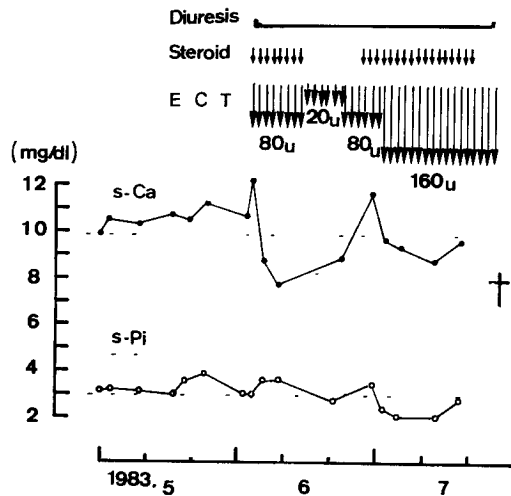 Diuresis
Steroid
E C T
20u
80u 80u
160u
(mg/dl)
12
s-Ca
10
8
6
s-Pi
4
2
1983. 5 6 7